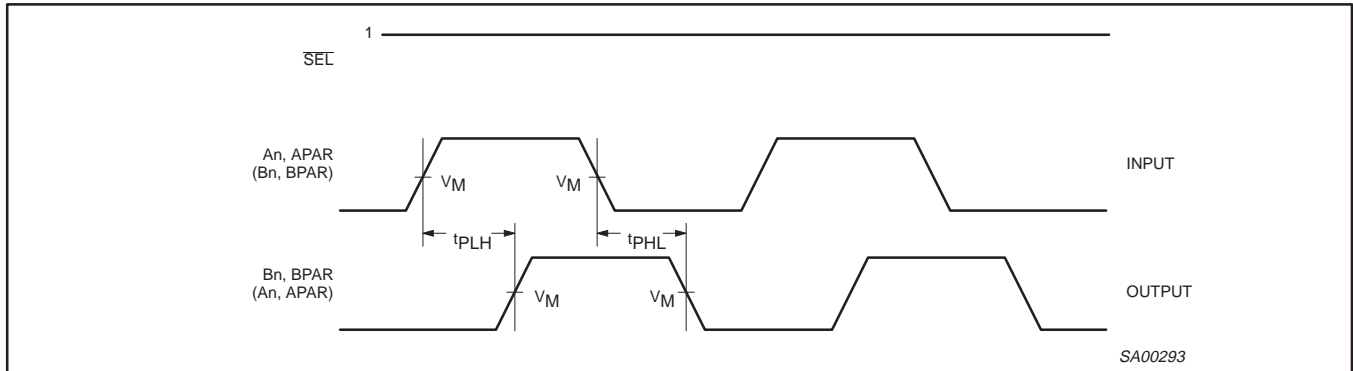 1
SEL
An, APAR
(Bn, BPAR)
VM
VM
INPUT
tPLH
tPHL
Bn, BPAR
(An, APAR)
VM
VM
OUTPUT
SA00293